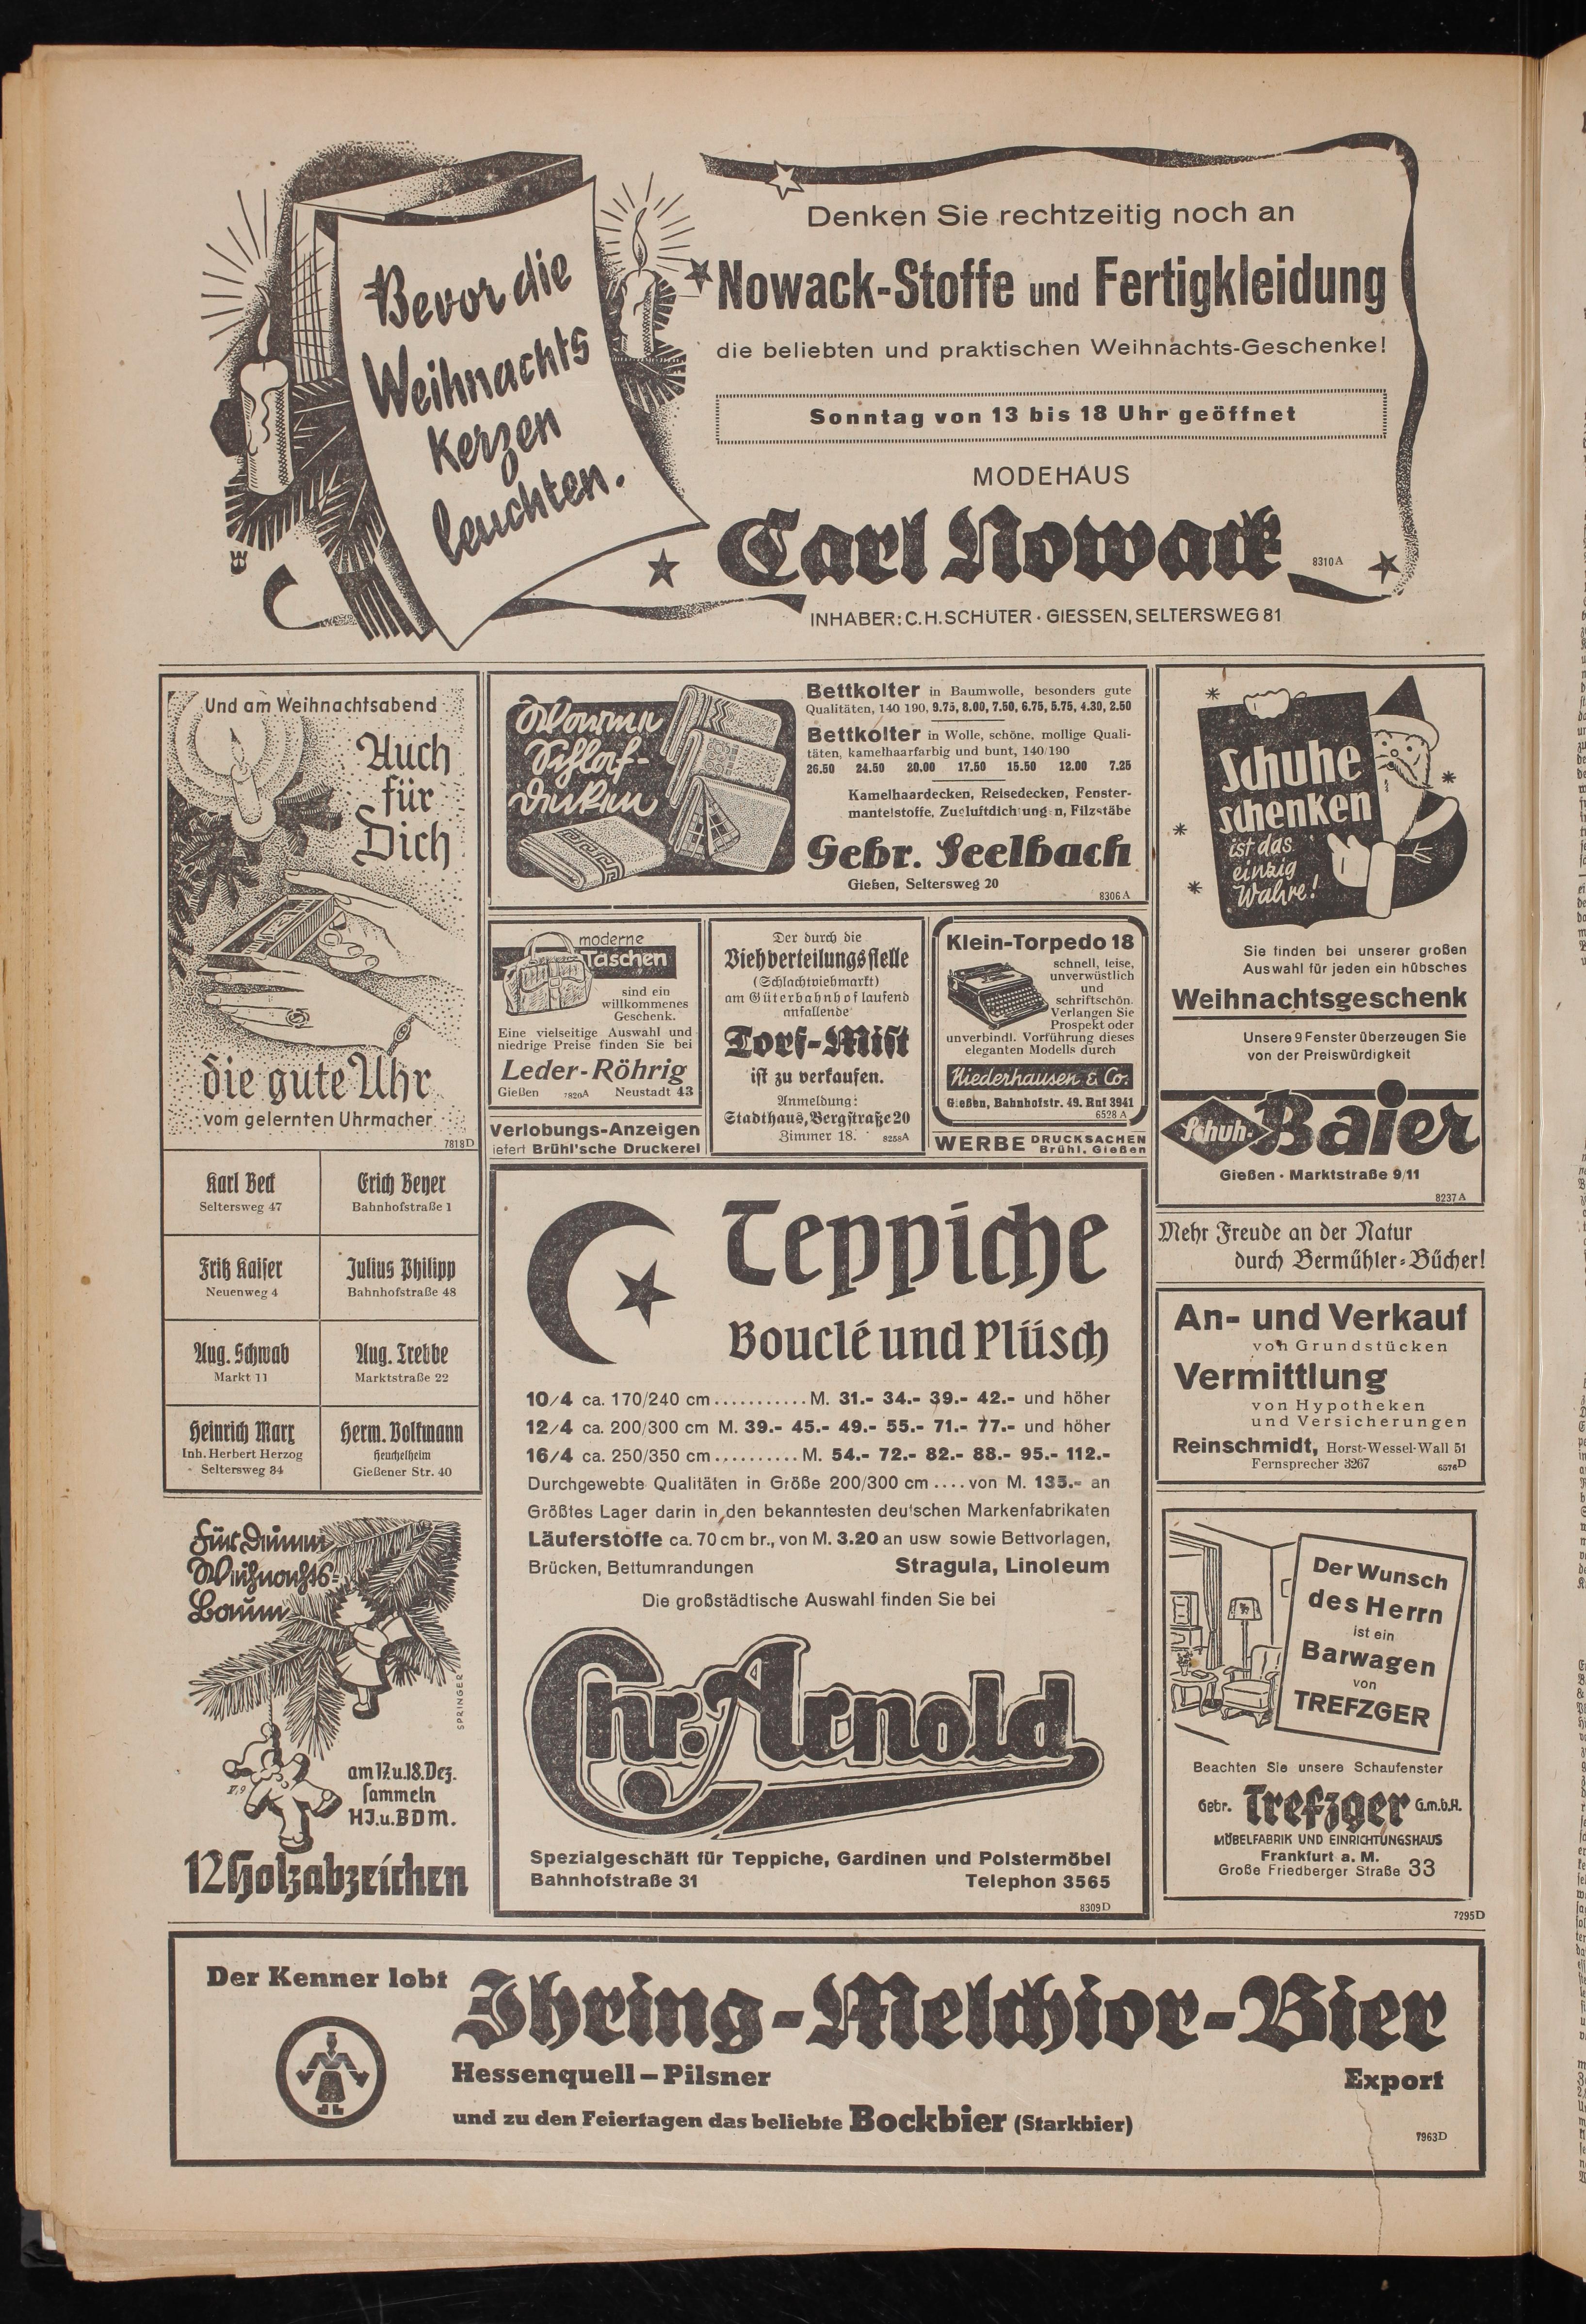 Bevor die
Weihnachts
kerzen
leuchten.
Denken Sie rechtzeitig noch an
Nowack-Stoffe und Fertigkleidung
die beliebten und praktischen Weihnachts-Geschenke!
Sonntag von 13 bis 18 Uhr geöffnet
MODEHAUS
Carl Nowack
8310A
INHABER: C. H. SCHÜTER · GIESSEN, SELTERSWEG 81
Und am Weihnachtsabend
Auch
für
Dich
die gute Uhr
vom gelernten Uhrmacher
7818D
Karl Beck
Seltersweg 47
Erich Beyer
Bahnhofstraße 1
Fritz Kaiser
Neuenweg 4
Julius Philipp
Bahnhofstraße 48
Aug. Schwab
Markt 11
Aug. Trebbe
Marktstraße 22
Heinrich Marx
Inh. Herbert Herzog
Seltersweg 34
Herm. Volkmann
Heuchelheim
Gießener Str. 40
Für Deinen
Weihnachts-
Baum
SPRINGER
am 17. u. 18. Dez.
sammeln
HJ. u. BDM.
12 Holzabzeichen
Warme
Schlaf-
decken
Bettkolter in Baumwolle, besonders gute
Qualitäten, 140 190, 9.75, 8.00, 7.50, 6.75, 5.75, 4.30, 2.50
Bettkolter in Wolle, schöne, mollige Quali-
täten, kamelhaarfarbig und bunt, 140/190
26.50 24.50 20.00 17.50 15.50 12.00 7.25
Kamelhaardecken, Reisedecken, Fenster-
mantelstoffe, Zugluftdichtungen, Filzstäbe
Gebr. Seelbach
Gießen, Seltersweg 20
8306 A
moderne
Taschen
sind ein
willkommenes
Geschenk.
Eine vielseitige Auswahl und
niedrige Preise finden Sie bei
Leder-Röhrig
Gießen 7820A Neustadt 43
Verlobungs-Anzeigen
iefert Brühl'sche Druckerei
Der durch die
Viehverteilungsstelle
(Schlachtviehmarkt)
am Güterbahnhof laufend
anfallende
Torf-Mist
ist zu verkaufen.
Anmeldung:
Stadthaus, Bergstraße 20
Zimmer 18. 8258A
Klein-Torpedo 18
schnell, leise,
unverwüstlich
und
schriftschön.
Verlangen Sie
Prospekt oder
unverbindl. Vorführung dieses
eleganten Modells durch
Niederhausen & Co.
Gießen, Bahnhofstr. 49. Ruf 3941
6528 A
WERBE DRUCKSACHEN
Brühl, Gießen
Teppiche
Bouclé und Plüsch
10/4 ca. 170/240 cm........... M. 31.- 34.- 39.- 42.- und höher
12/4 ca. 200/300 cm M. 39.- 45.- 49.- 55.- 71.- 77.- und höher
16/4 ca. 250/350 cm.......... M. 54.- 72.- 82.- 88.- 95.- 112.-
Durchgewebte Qualitäten in Größe 200/300 cm .... von M. 135.- an
Größtes Lager darin in den bekanntesten deutschen Markenfabrikaten
Läuferstoffe ca. 70 cm br., von M. 3.20 an usw sowie Bettvorlagen,
Brücken, Bettumrandungen Stragula, Linoleum
Die großstädtische Auswahl finden Sie bei
Chr. Arnold
Spezialgeschäft für Teppiche, Gardinen und Polstermöbel
Bahnhofstraße 31 Telephon 3565
8309D
Schuhe
schenken
ist das
einzig
Wahre!
Sie finden bei unserer großen
Auswahl für jeden ein hübsches
Weihnachtsgeschenk
Unsere 9 Fenster überzeugen Sie
von der Preiswürdigkeit
Schuh-Baier
Gießen · Marktstraße 9/11
8237 A
Mehr Freude an der Natur
durch Bermühler-Bücher!
An- und Verkauf
von Grundstücken
Vermittlung
von Hypotheken
und Versicherungen
Reinschmidt, Horst-Wessel-Wall 51
Fernsprecher 3267 6576D
Der Wunsch
des Herrn
ist ein
Barwagen
von
TREFZGER
Beachten Sie unsere Schaufenster
Gebr. Trefzger G.m.b.H.
MÖBELFABRIK UND EINRICHTUNGSHAUS
Frankfurt a. M.
Große Friedberger Straße 33
7295D
Der Kenner lobt
Ihring-Melchior-Bier
Hessenquell – Pilsner Export
und zu den Feiertagen das beliebte Bockbier (Starkbier)
7963D